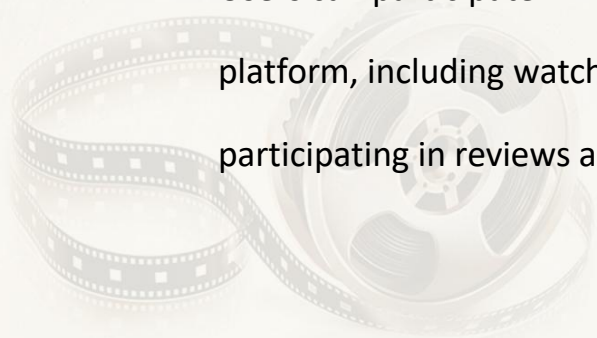 platform, including watch
participating in reviews a